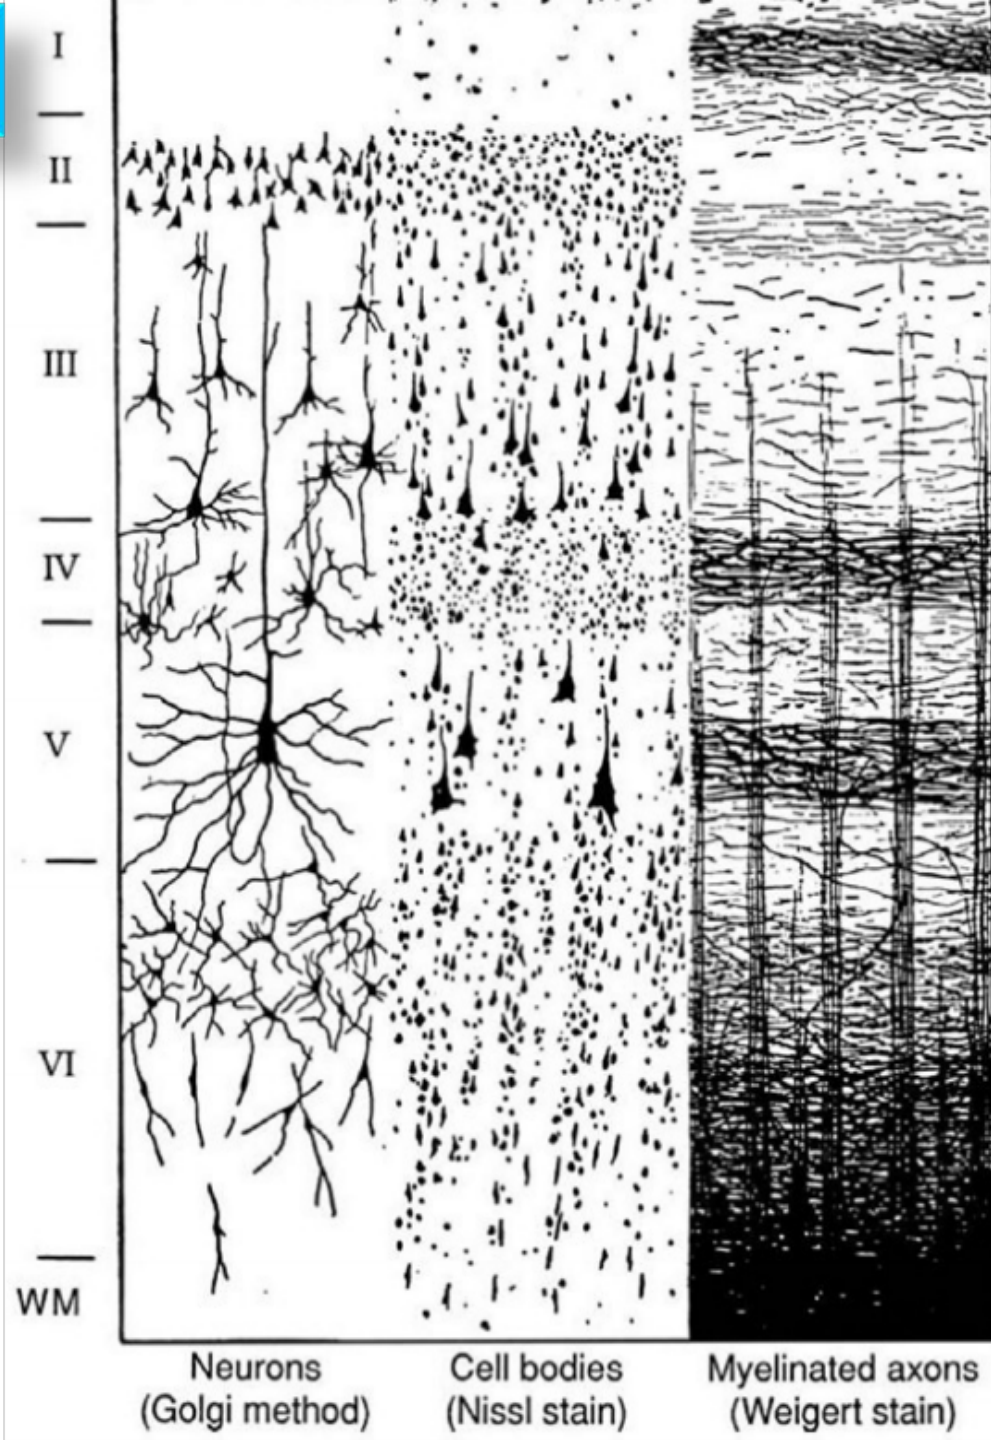 I
II
III
IV
V
VI
WM
Neurons
(Golgi method)
Cell bodies
(Nissl stain)
Myelinated axons
(Weigert stain)